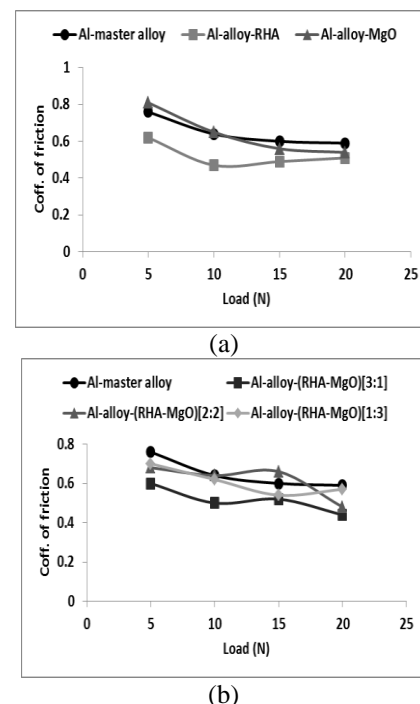 Al-master alloy Al-alloy-RHA Al-alloy-MgO
1
0.8
0.6
0.4
0.2
0
Coff. of friction
0 5 10 15 20 25
Load (N)
(a)
Al-master alloy Al-alloy-(RHA-MgO)[3:1]
Al-alloy-(RHA-MgO)[2:2] Al-alloy-(RHA-MgO)[1:3]
0.8
0.6
0.4
0.2
0
Coff. of friction
0 5 10 15 20 25
Load (N)
(b)